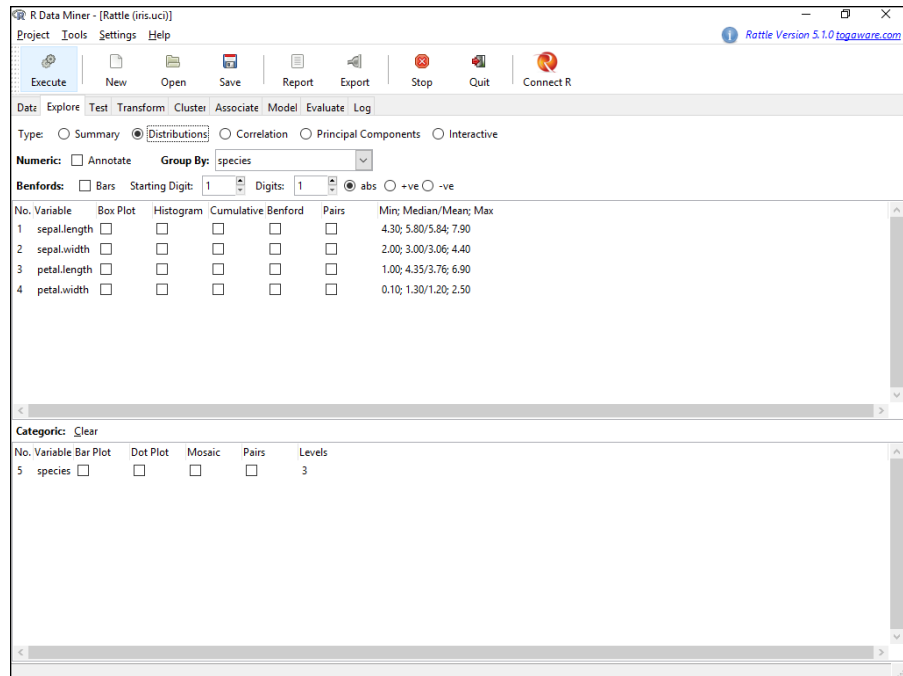 R Data Miner - [Rattle (iris.uci)]
Project Tools Settings Help
Rattle Version 5.1.0 togaware.com
Execute New Open Save Report Export Stop Quit Connect R
Data Explore Test Transform Cluster Associate Model Evaluate Log
Type: Summary Distributions Correlation Principal Components Interactive
Numeric: Annotate Group By: species
Benfords: Bars Starting Digit: 1 Digits: 1 abs +ve -ve
No. Variable Box Plot Histogram Cumulative Benford Pairs Min; Median/Mean; Max
1 sepal.length 4.30; 5.80/5.84; 7.90
2 sepal.width 2.00; 3.00/3.06; 4.40
3 petal.length 1.00; 4.35/3.76; 6.90
4 petal.width 0.10; 1.30/1.20; 2.50
Categoric: Clear
No. Variable Bar Plot Dot Plot Mosaic Pairs Levels
5 species 3